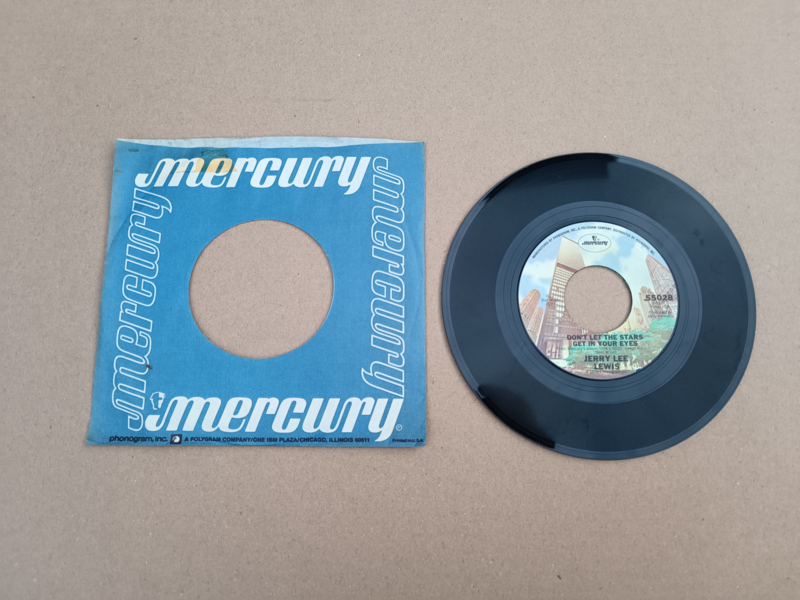 mercury
mercury
mercury
mercury
phonogram, inc. A POLYGRAM COMPANY/ONE IBM PLAZA/CHICAGO, ILLINOIS 60611
mercury
55028
DON'T LET THE STARS
GET IN YOUR EYES
JERRY LEE
LEWIS